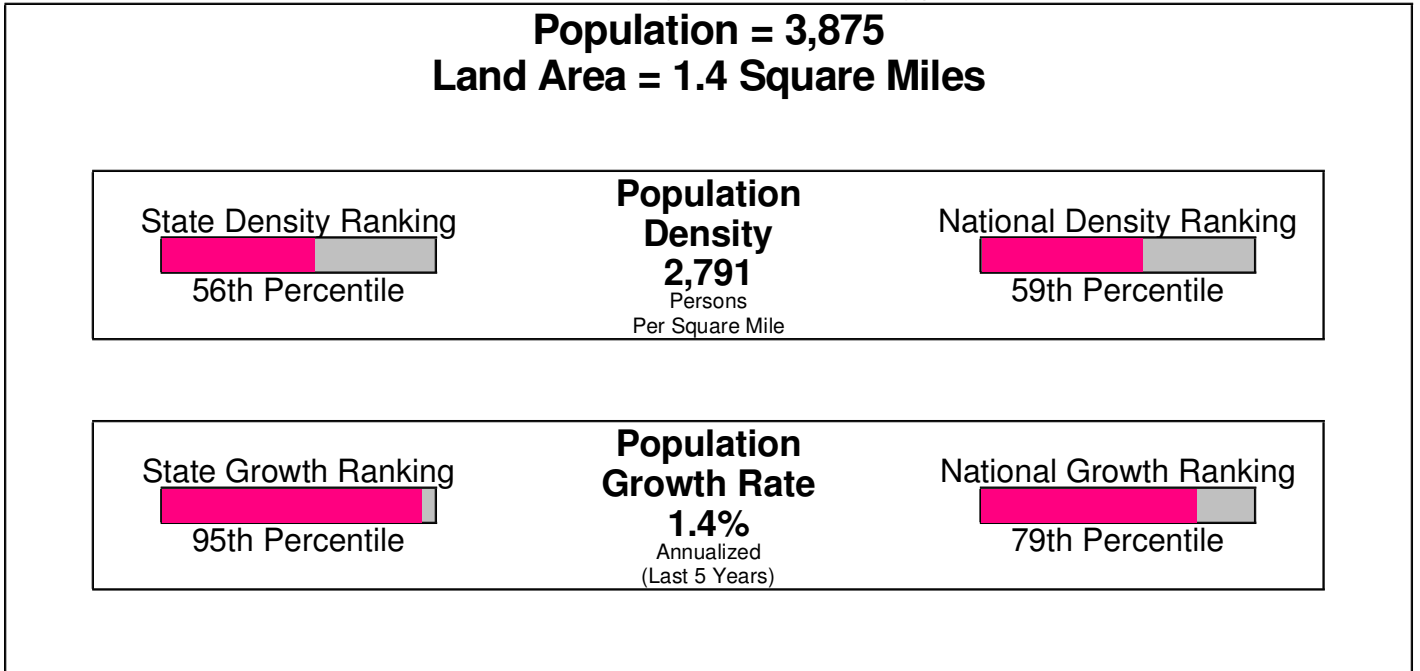 Population = 3,875
Land Area = 1.4 Square Miles
State Density Ranking
56th Percentile
Population
Density
2,791
Persons
Per Square Mile
National Density Ranking
59th Percentile
State Growth Ranking
95th Percentile
Population
Growth Rate
1.4%
Annualized
(Last 5 Years)
National Growth Ranking
79th Percentile